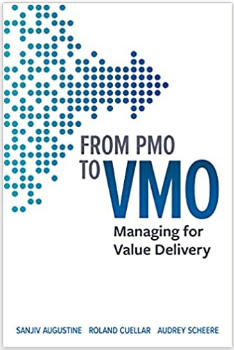 FROM PMO
TO VMO
Managing for
Value Delivery
SANJIV AUGUSTINE ROLAND CUELLAR AUDREY SCHEERE